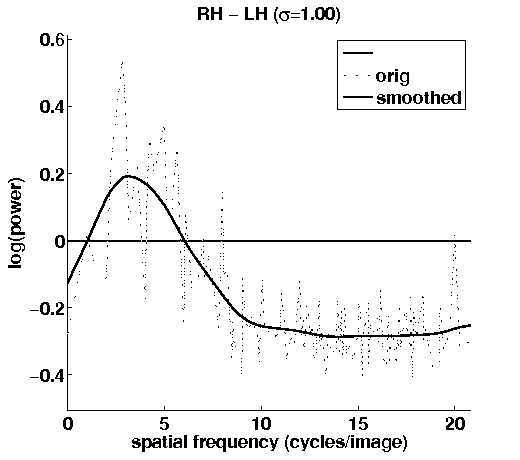 RH − LH (σ=1.00)
0.6
0.4
0.2
0
−0.2
−0.4
log(power)
orig
smoothed
0 5 10 15 20
spatial frequency (cycles/image)